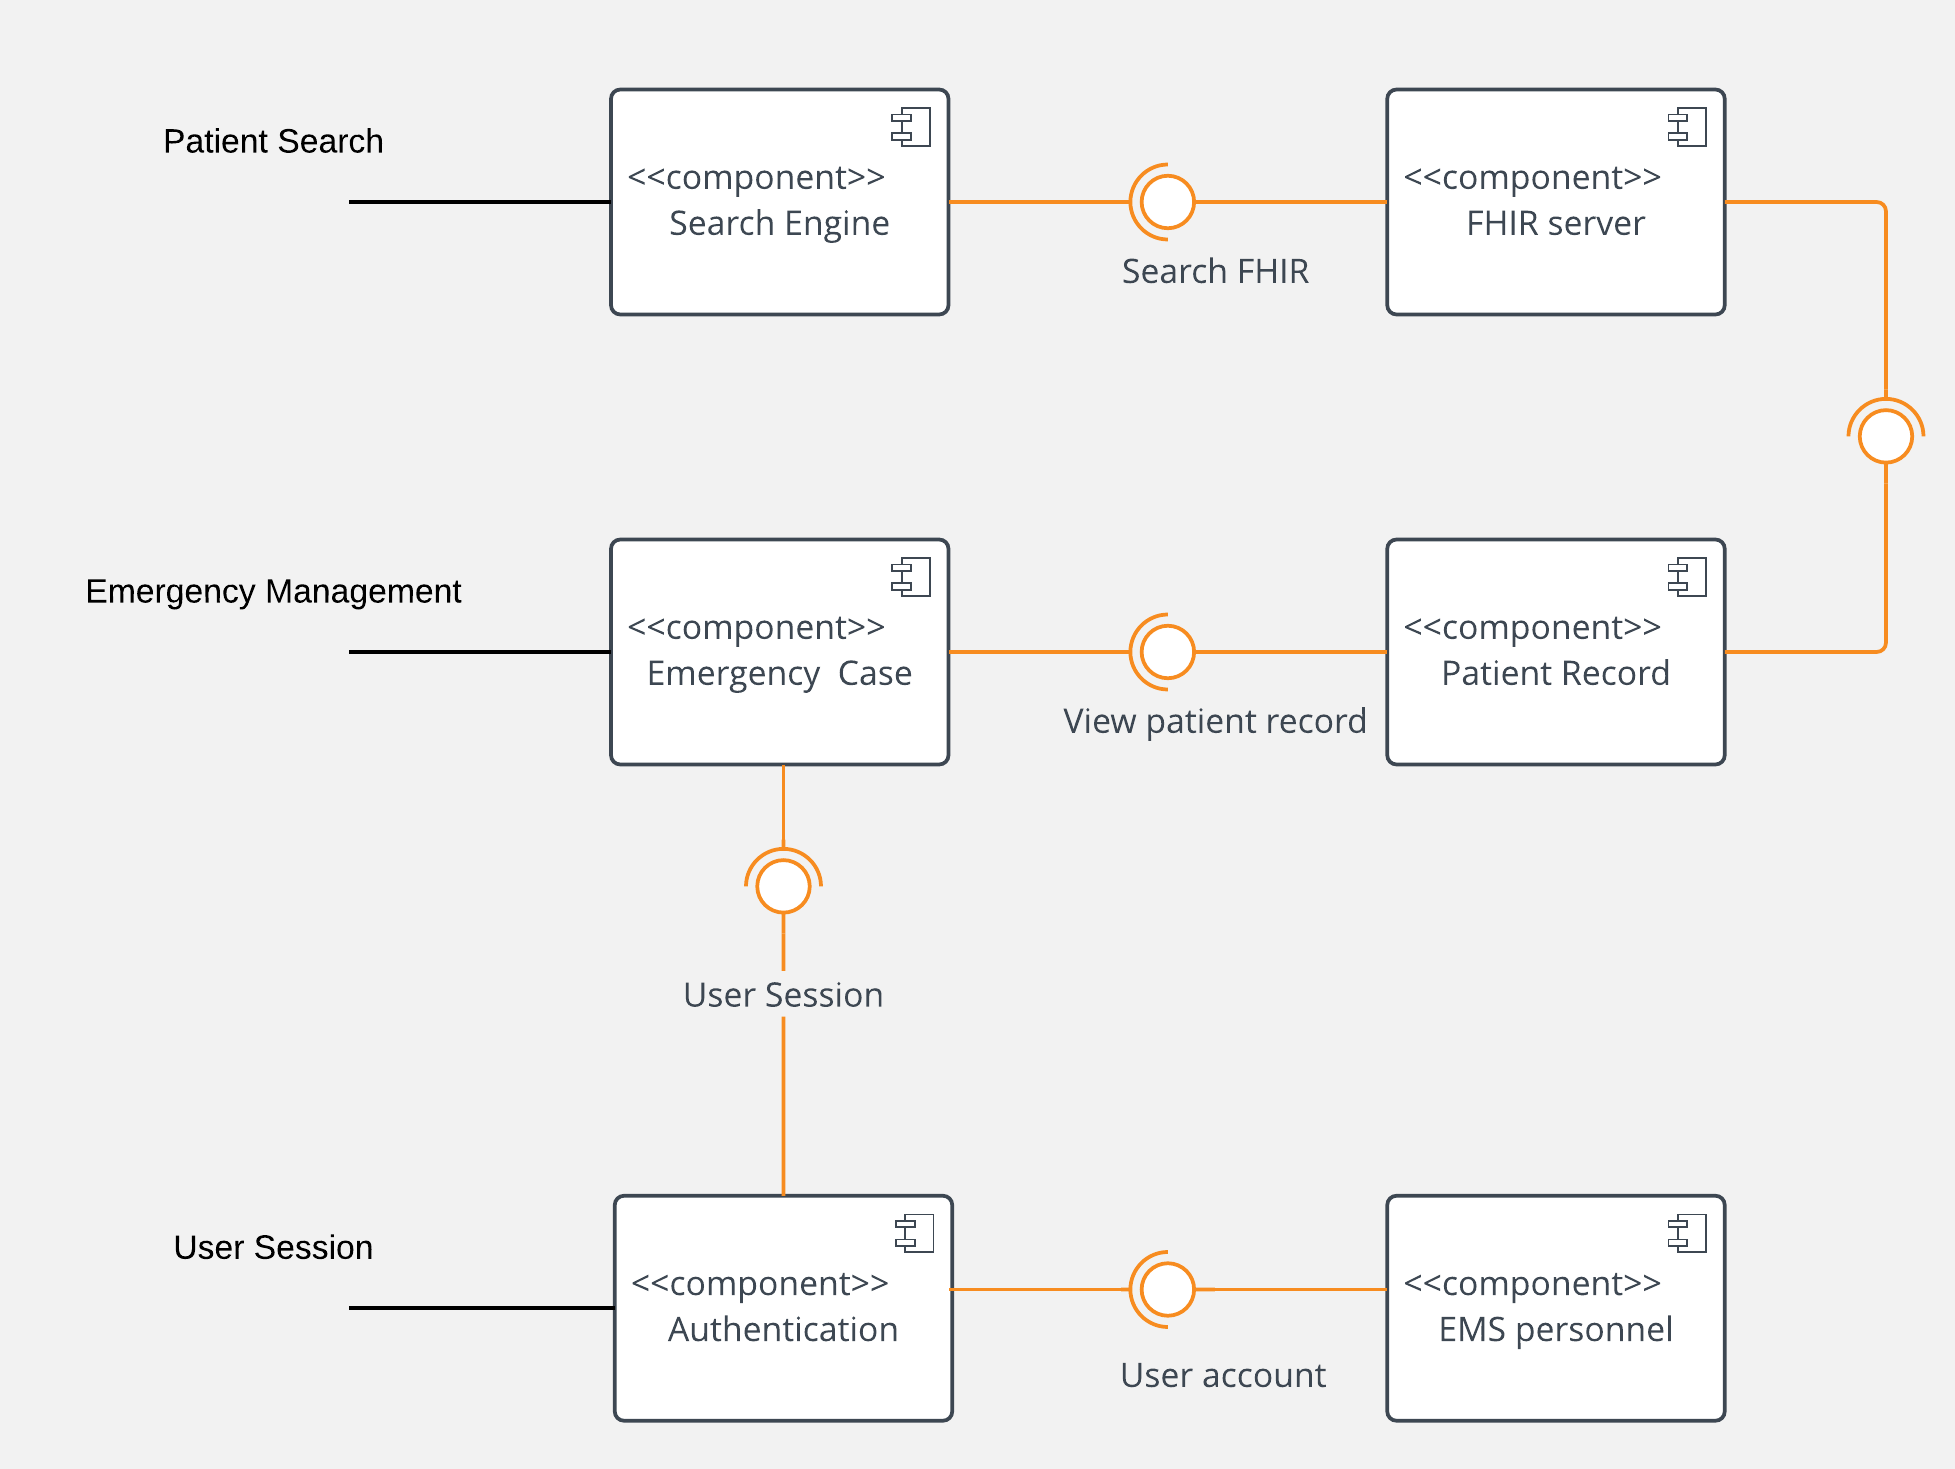 Patient Search
<<component>>
Search Engine
Search FHIR
<<component>>
FHIR server
Emergency Management
<<component>>
Emergency  Case
View patient record
<<component>>
Patient Record
User Session
User Session
<<component>>
Authentication
User account
<<component>>
EMS personnel